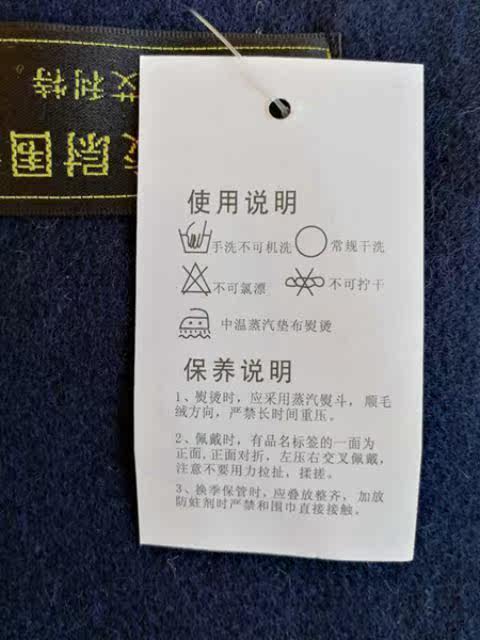 艾利特
尉围
使用说明
手洗不可机洗 常规干洗
不可氯漂 不可拧干
中温蒸汽垫布熨烫
保养说明
1、熨烫时，应采用蒸汽熨斗，顺毛
绒方向，严禁长时间重压。
2、佩戴时，有品名标签的一面为
正面.正面对折，左压右交叉佩戴，
注意不要用力拉扯，揉搓。
3、换季保管时，应叠放整齐，加放
防蛀剂时严禁和围巾直接接触。